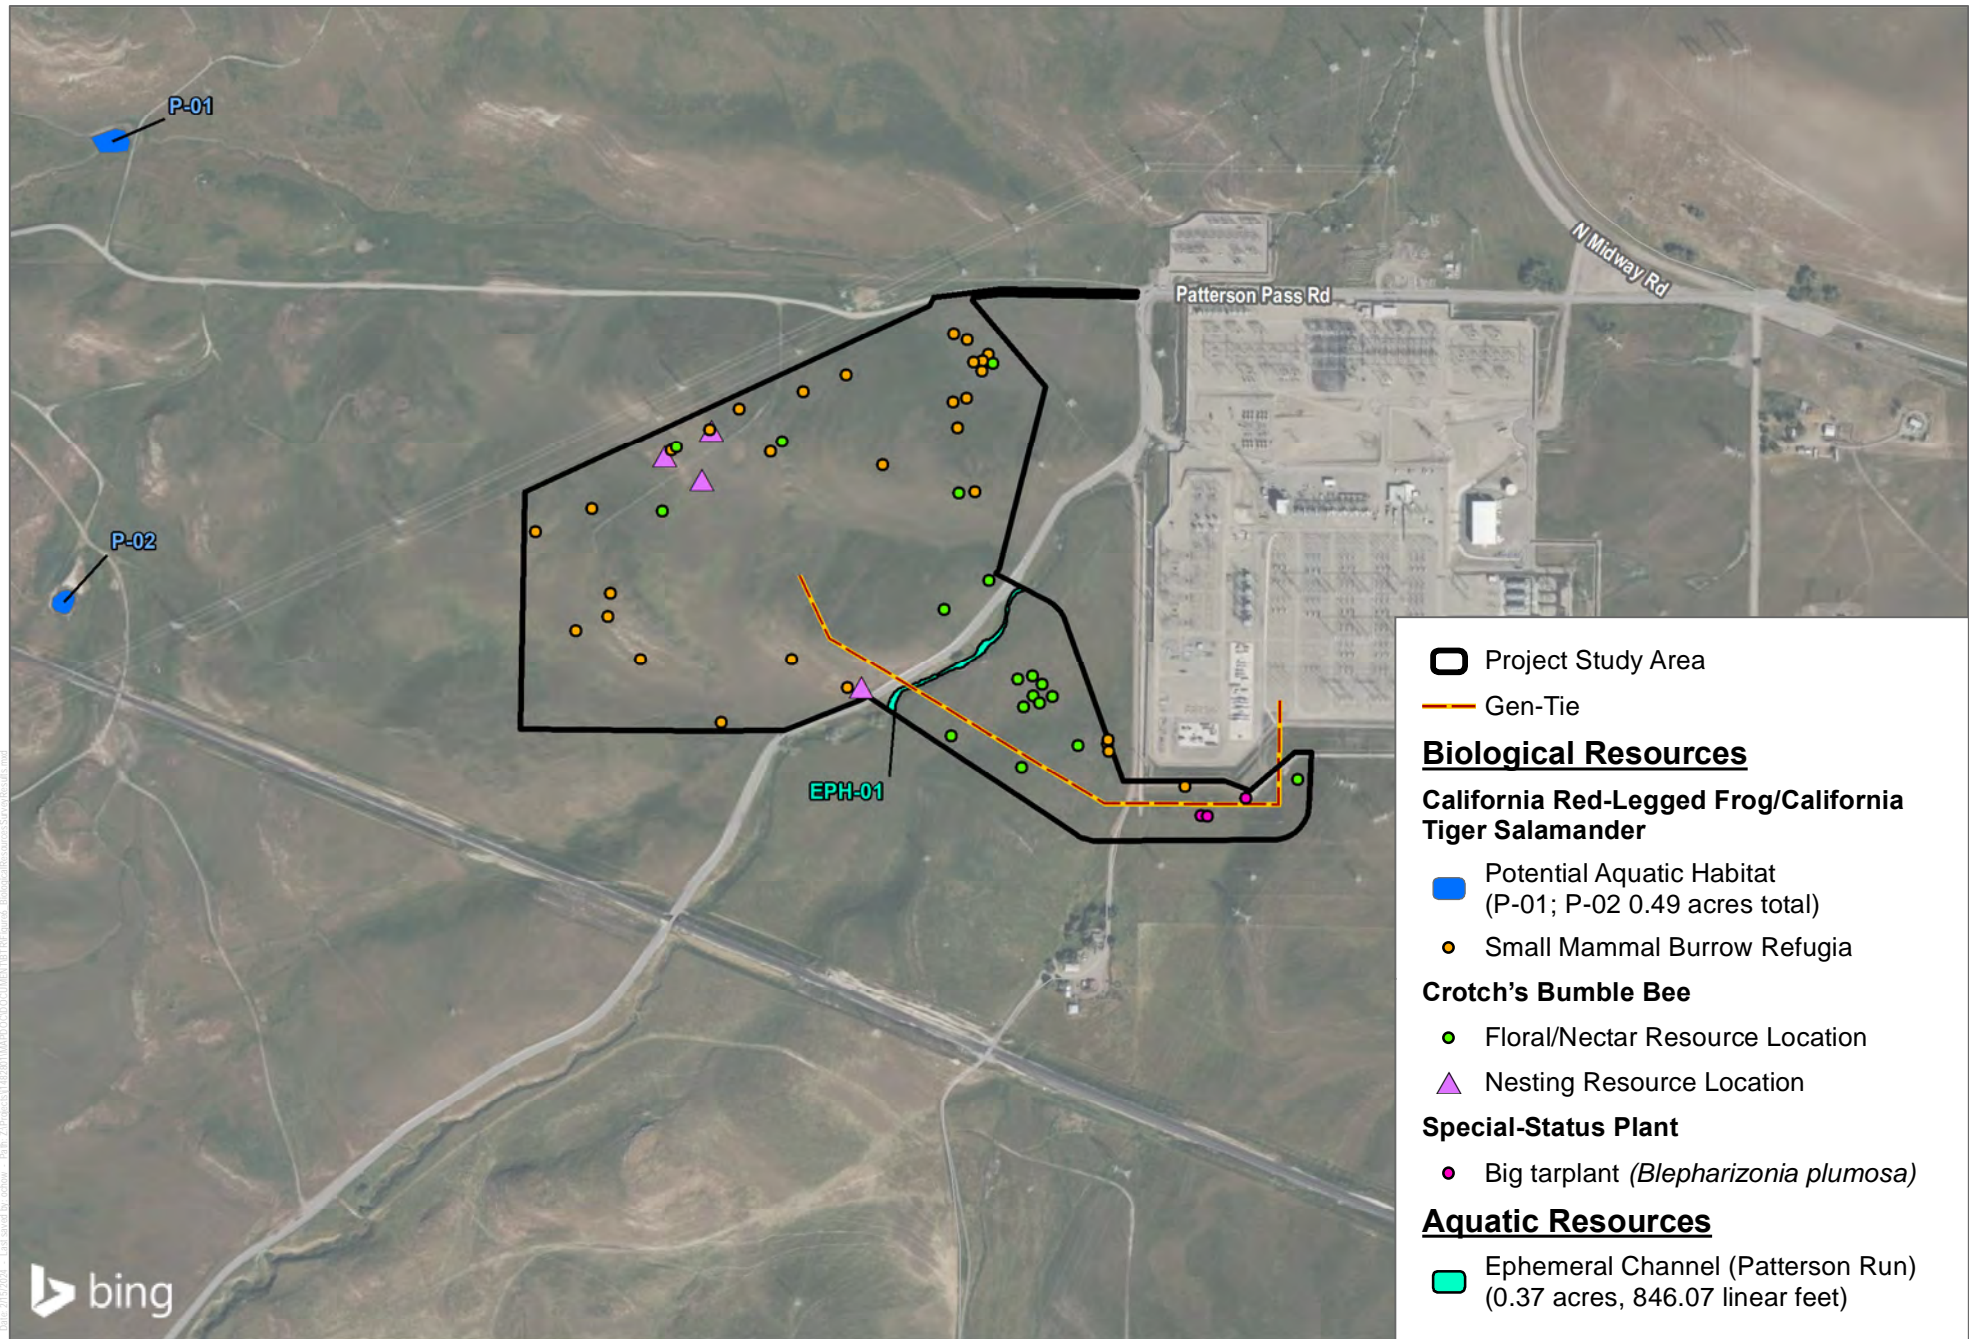 P-01
N Midway Rd
Patterson Pass Rd
P-02
EPH-01
Project Study Area
Gen-Tie
Biological Resources
California Red-Legged Frog/California
Tiger Salamander
Potential Aquatic Habitat
(P-01; P-02 0.49 acres total)
Small Mammal Burrow Refugia
Crotch's Bumble Bee
Floral/Nectar Resource Location
Nesting Resource Location
Special-Status Plant
Big tarplant (Blepharizonia plumosa)
Aquatic Resources
Ephemeral Channel (Patterson Run)
(0.37 acres, 846.07 linear feet)
bing